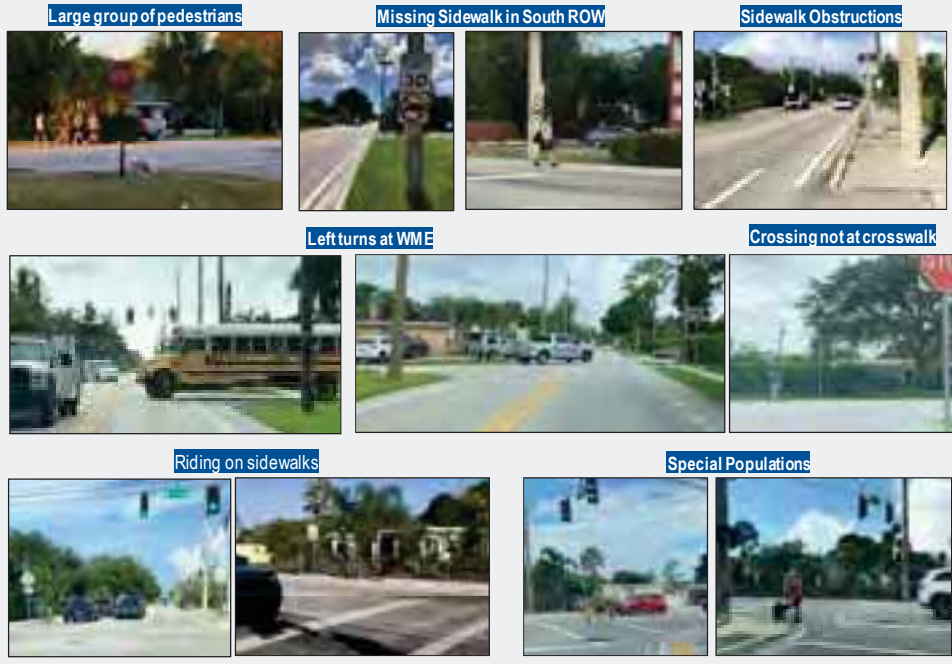 Large group of pedestrians
Missing Sidewalk in South ROW
Sidewalk Obstructions
Left turns at WME
Crossing not at crosswalk
Riding on sidewalks
Special Populations